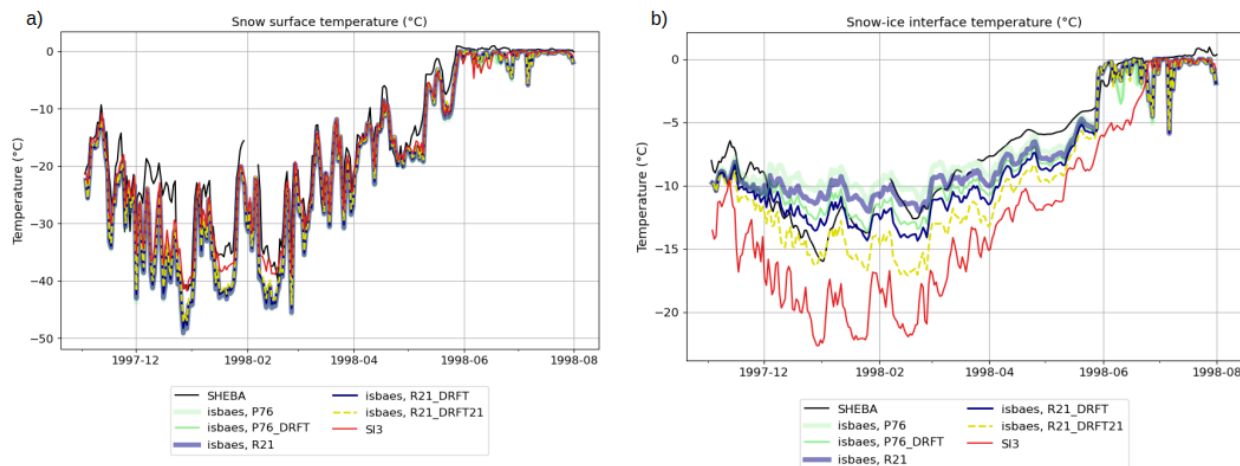 a)
Snow surface temperature (°C)
0
−10
−20
−30
−40
−50
Temperature (°C)
1997-12
1998-02
1998-04
1998-06
1998-08
SHEBA
isbaes, P76
isbaes, P76_DRFT
isbaes, R21
isbaes, R21_DRFT
isbaes, R21_DRFT21
SI3
b)
Snow-ice interface temperature (°C)
0
−5
−10
−15
−20
Temperature (°C)
1997-12
1998-02
1998-04
1998-06
1998-08
SHEBA
isbaes, P76
isbaes, P76_DRFT
isbaes, R21
isbaes, R21_DRFT
isbaes, R21_DRFT21
SI3